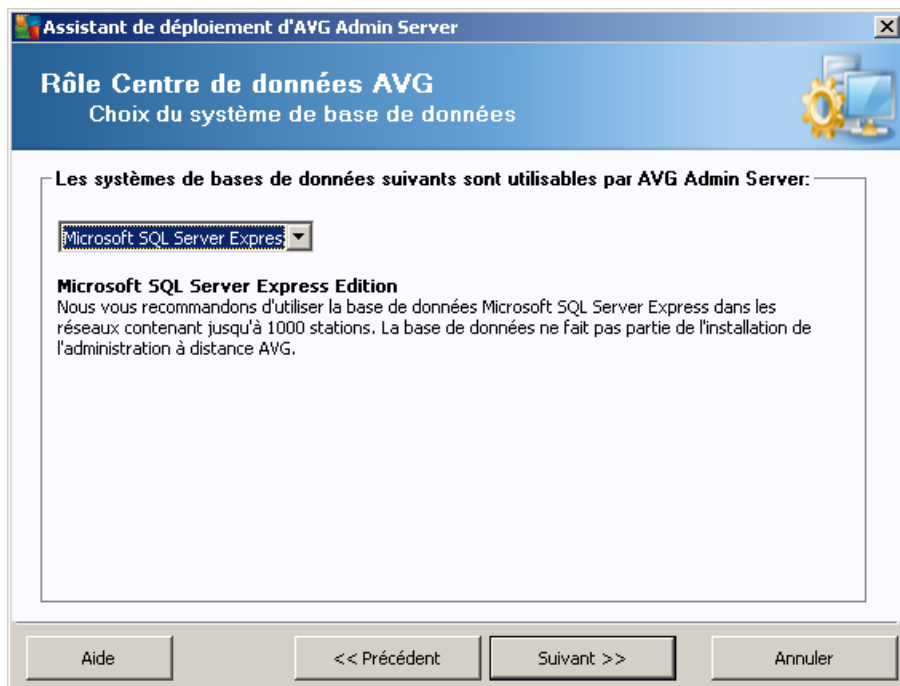 Assistant de déploiement d'AVG Admin Server
Rôle Centre de données AVG
Choix du système de base de données
Les systèmes de bases de données suivants sont utilisables par AVG Admin Server:
Microsoft SQL Server Expres
Microsoft SQL Server Express Edition
Nous vous recommandons d'utiliser la base de données Microsoft SQL Server Express dans les
réseaux contenant jusqu'à 1000 stations. La base de données ne fait pas partie de l'installation de
l'administration à distance AVG.
Aide
<< Précédent
Suivant >>
Annuler